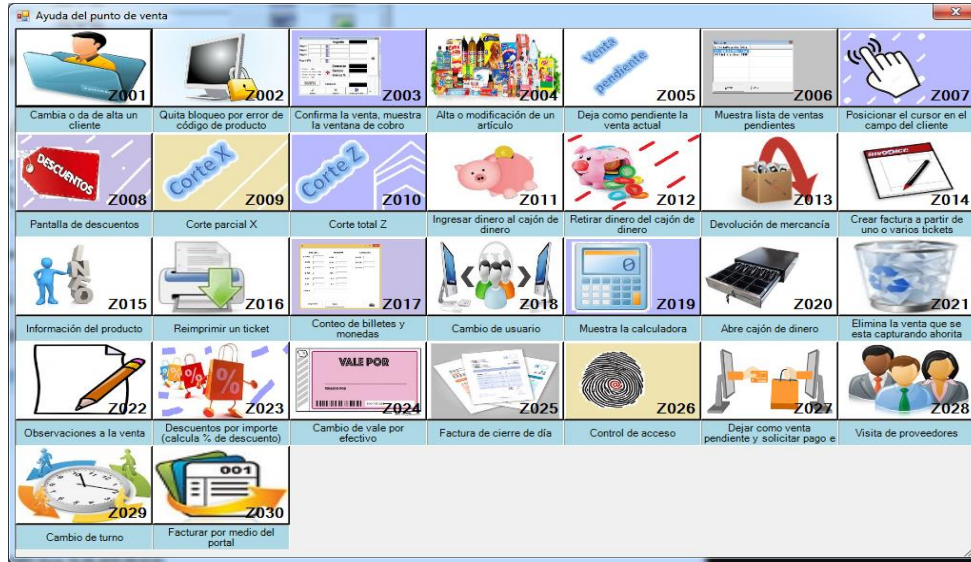 Ayuda del punto de venta
Z001
Z002
Z003
Z004
Venta
pendiente
Z005
Z006
Z007
Cambia o da de alta un
cliente
Quita bloqueo por error de
código de producto
Confirma la venta, muestra
la ventana de cobro
Alta o modificación de un
artículo
Deja como pendiente la
venta actual
Muestra lista de ventas
pendientes
Posicionar el cursor en el
campo del cliente
DESCUENTOS
Z008
Corte X
Z009
Corte Z
Z010
Z011
Z012
Z013
INVOICE
Z014
Pantalla de descuentos
Corte parcial X
Corte total Z
Ingresar dinero al cajón de
dinero
Retirar dinero del cajón de
dinero
Devolución de mercancía
Crear factura a partir de
uno o varios tickets
INFO
Z015
Z016
Z017
Z018
0
Z019
Z020
Z021
Información del producto
Reimprimir un ticket
Conteo de billetes y
monedas
Cambio de usuario
Muestra la calculadora
Abre cajón de dinero
Elimina la venta que se
esta capturando ahorita
Z022
%
%
%
Z023
VALE POR
Z024
Z025
Z026
Z027
Z028
Observaciones a la venta
Descuentos por importe
(calcula % de descuento)
Cambio de vale por
efectivo
Factura de cierre de día
Control de acceso
Dejar como venta
pendiente y solicitar pago e
Visita de proveedores
Z029
001
Z030
Cambio de turno
Facturar por medio del
portal